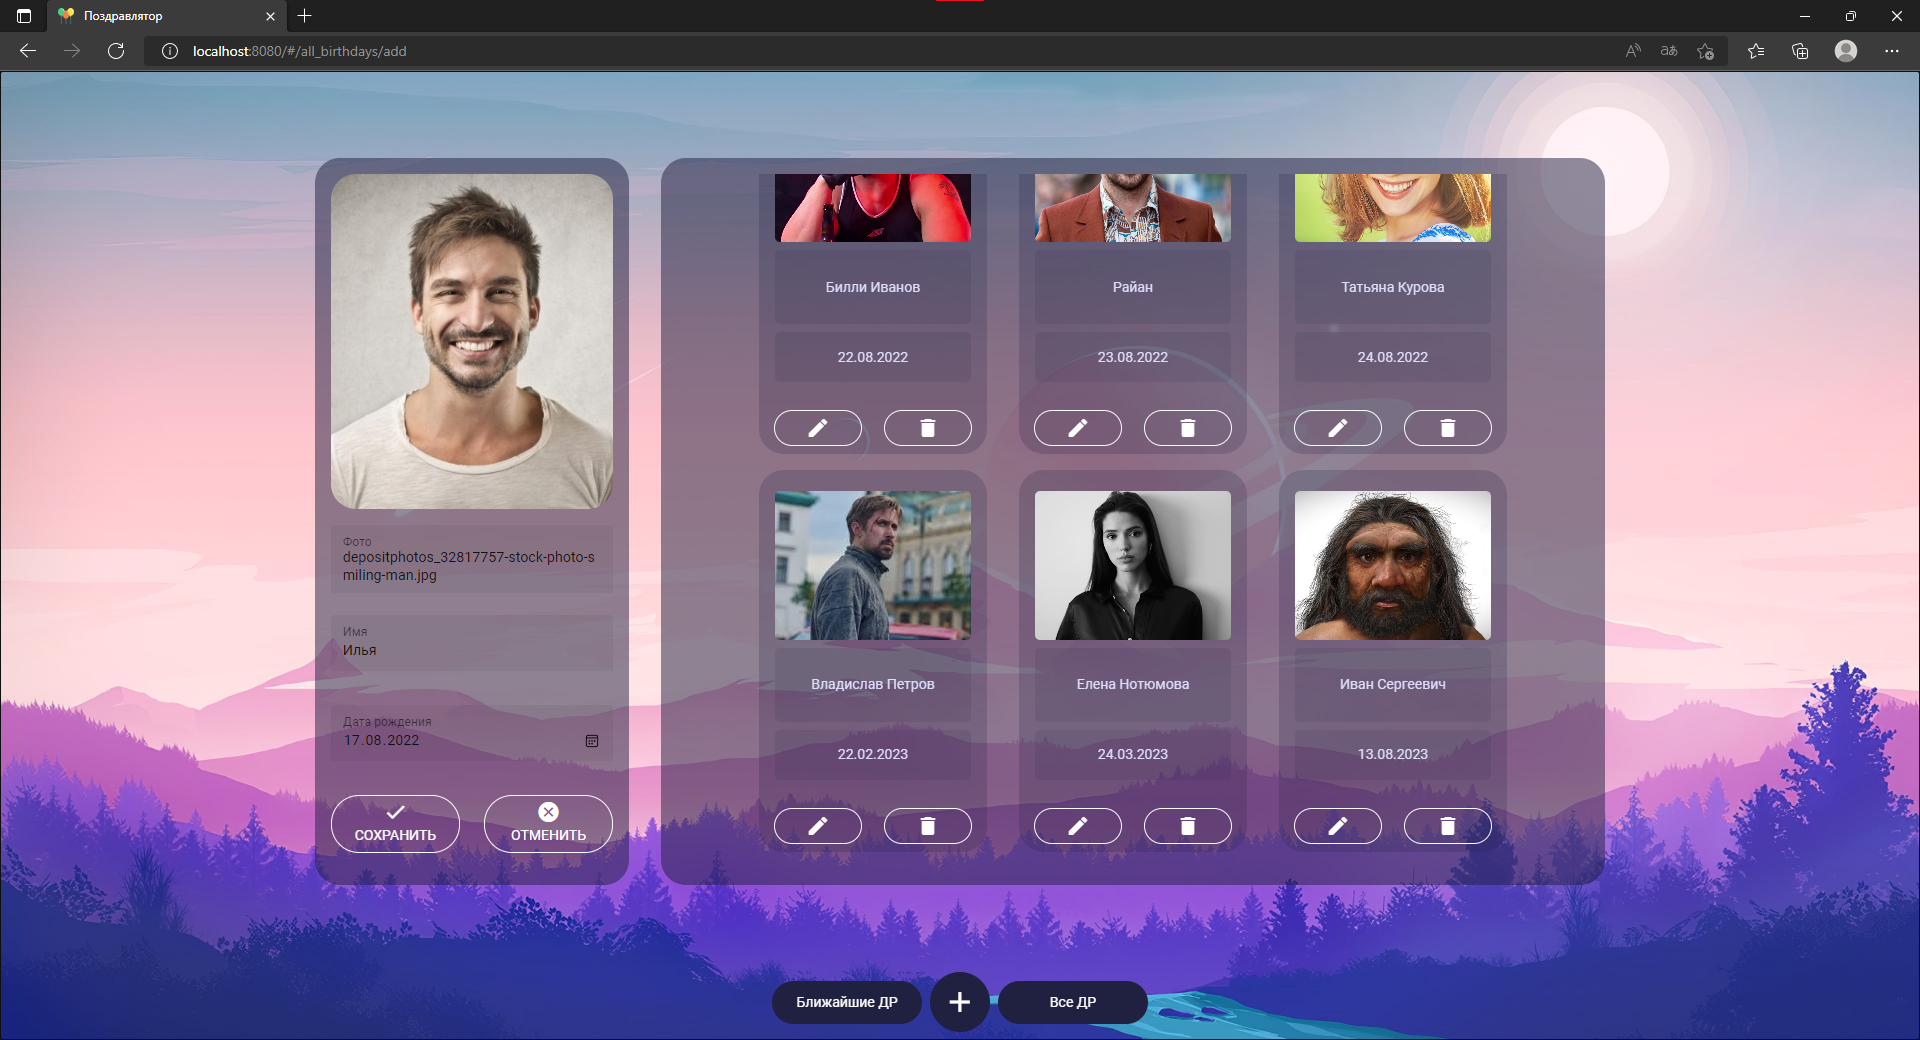 Поздравлятор
localhost:8080/#/all_birthdays/add
Фото
depositphotos_32817757-stock-photo-s
miling-man.jpg
Имя
Илья
Дата рождения
17.08.2022
СОХРАНИТЬ
ОТМЕНИТЬ
Билли Иванов
Райан
Татьяна Курова
22.08.2022
23.08.2022
24.08.2022
Владислав Петров
Елена Нотюмова
Иван Сергеевич
22.02.2023
24.03.2023
13.08.2023
Ближайшие ДР
Все ДР